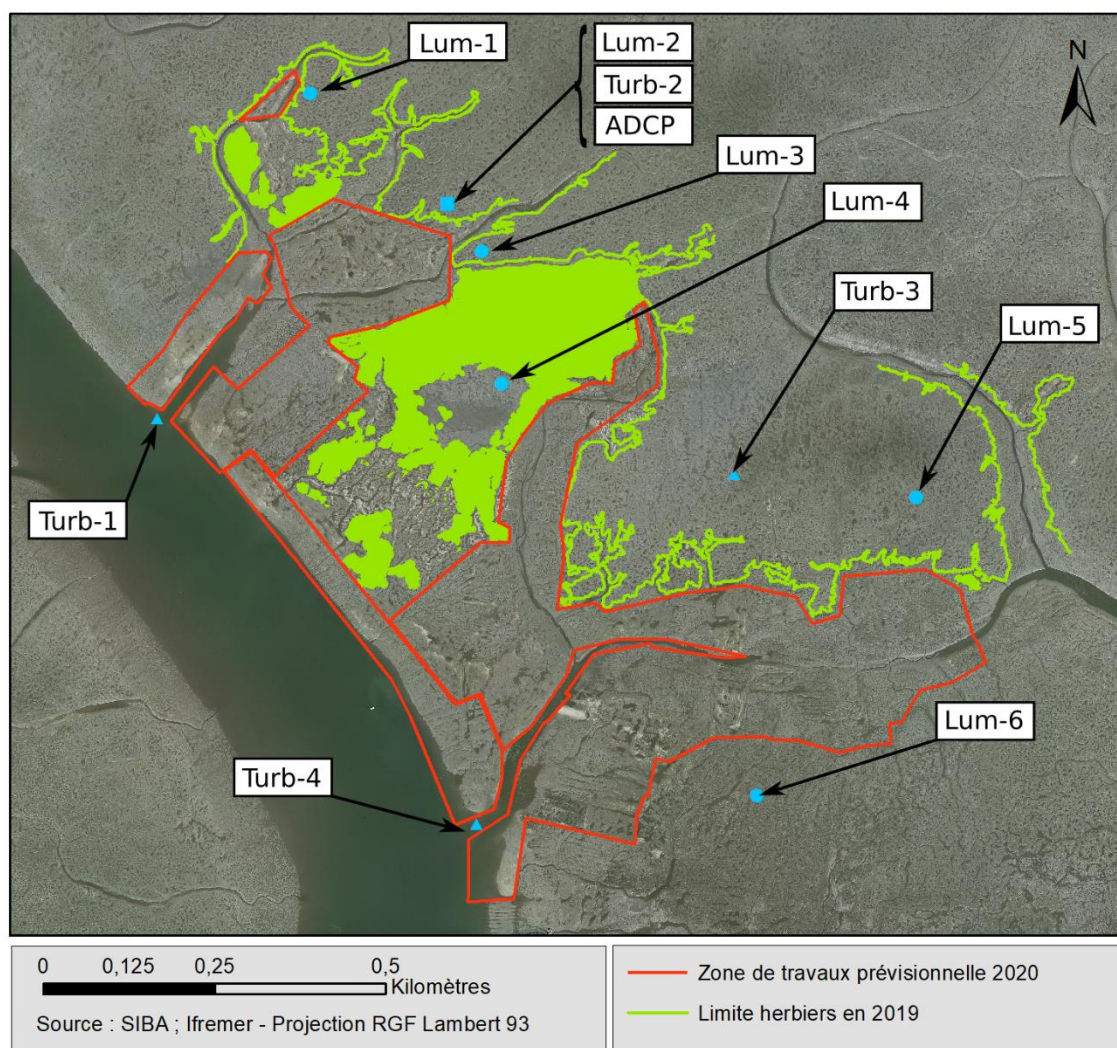 Lum-1
Lum-2
Turb-2
ADCP
N
Lum-3
Lum-4
Turb-3
Lum-5
Turb-1
Lum-6
Turb-4
0 0,125 0,25 0,5
Kilomètres
Source : SIBA ; Ifremer - Projection RGF Lambert 93
Zone de travaux prévisionnelle 2020
Limite herbiers en 2019